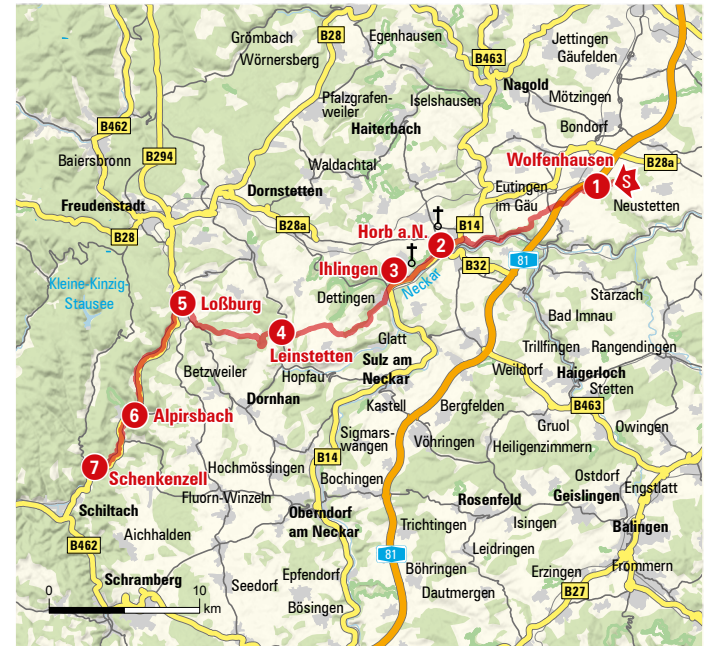 Grömbach
Wörnersberg
B28
Egenhausen
B463
Jettingen
Gäufelden
Nagold
Mötzingen
Pfalzgrafen-
weiler
Iselshausen
Haiterbach
Bondorf
B462
B294
Baiersbronn
Waldachtal
Wolfenhausen
B28a
1
S
Dornstetten
Eutingen
im Gäu
Neustetten
Freudenstadt
B28
B28a
Horb a.N.
B14
2
Ihlingen
3
B32
81
Neckar
Kleine-Kinzig-
Stausee
5
Loßburg
Dettingen
Starzach
Bad Imnau
4
Leinstetten
Glatt
Trillfingen
Rangendingen
Betzweiler
Hopfau
Sulz am
Neckar
Weildorf
Haigerloch
Stetten
Dornhan
Kastell
Bergfelden
B463
6
Alpirsbach
Owingen
Gruol
Sigmars-
wangen
Vöhringen
Heiligenzimmern
B14
7
Schenkenzell
Hochmössingen
Bochingen
Ostdorf
Engstlatt
Geislingen
Fluorn-Winzeln
Rosenfeld
Schiltach
Oberndorf
am Neckar
Trichtingen
Isingen
Balingen
Aichhalden
B462
81
Leidringen
Schramberg
Seedorf
Epfendorf
Böhringen
Erzingen
Frommern
Bösingen
Dautmergen
B27
0
10
km